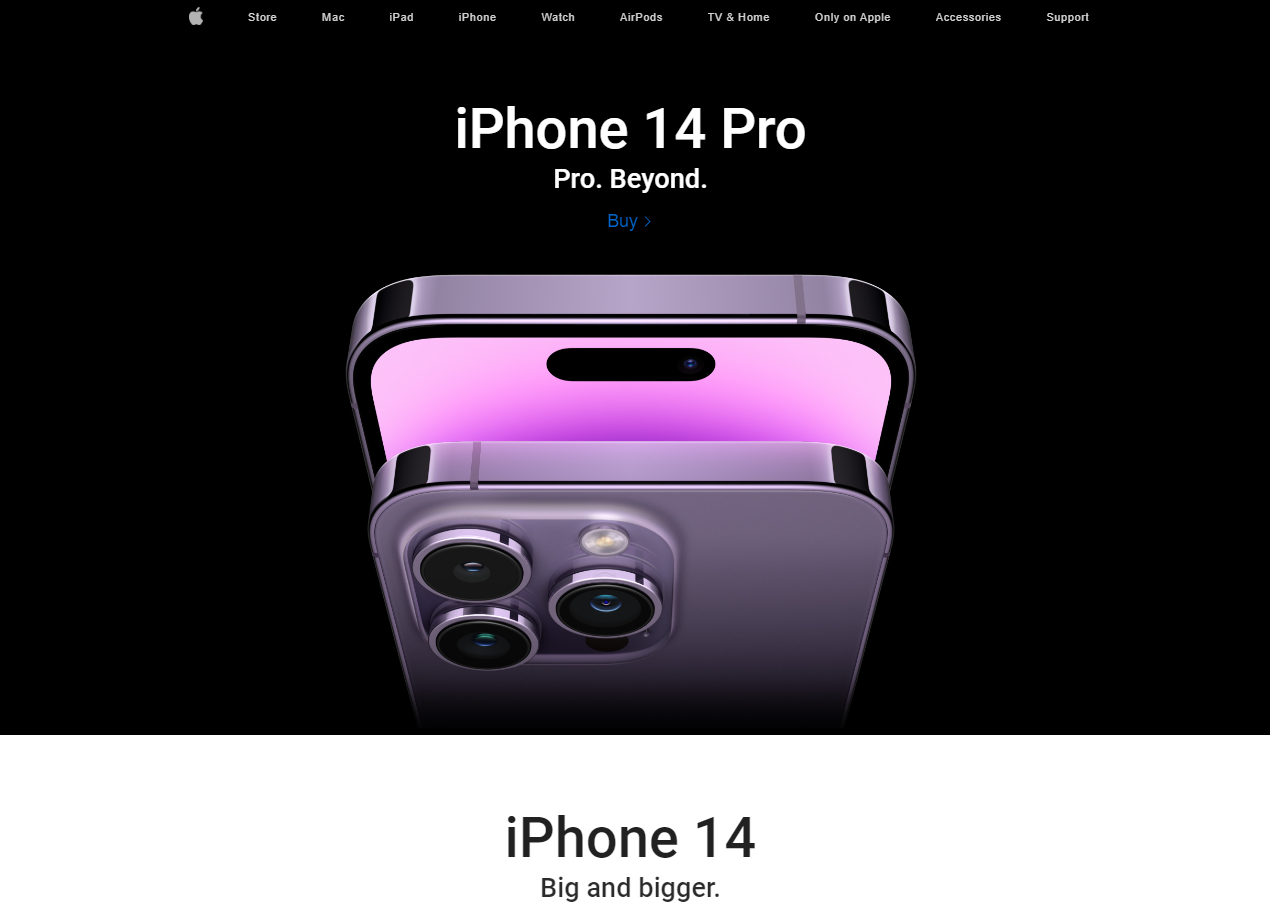 Store Mac iPad iPhone Watch AirPods TV & Home Only on Apple Accessories Support
iPhone 14 Pro
Pro. Beyond.
Buy >
iPhone 14
Big and bigger.